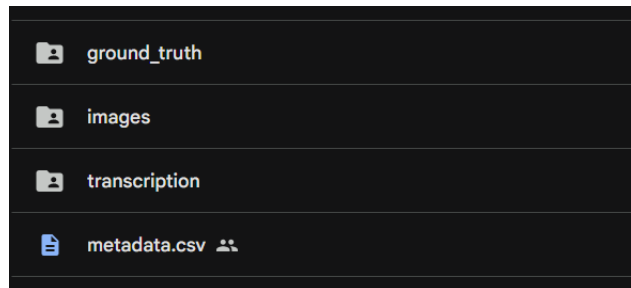 ground_truth
images
transcription
metadata.csv